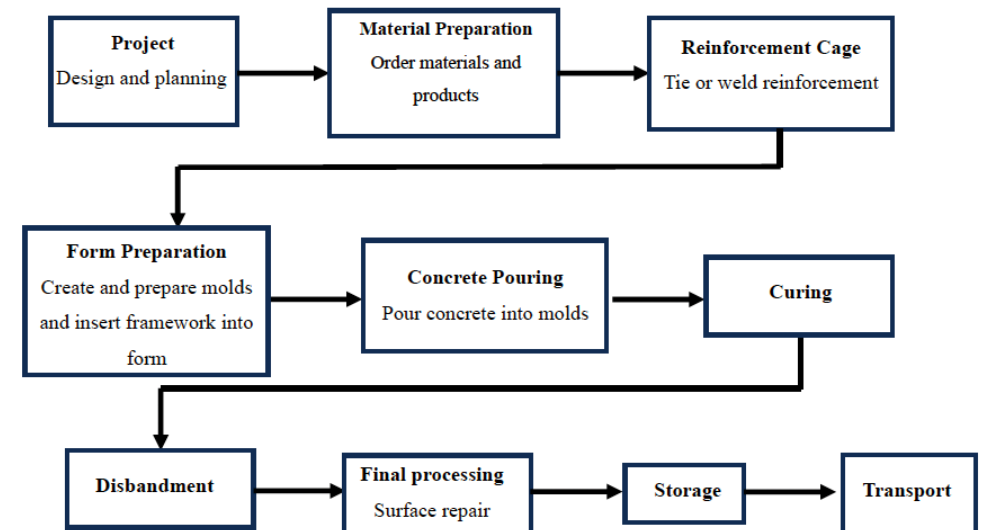 Project
Design and planning
Material Preparation
Order materials and
products
Reinforcement Cage
Tie or weld reinforcement
Form Preparation
Create and prepare molds
and insert framework into
form
Concrete Pouring
Pour concrete into molds
Curing
Disbandment
Final processing
Surface repair
Storage
Transport